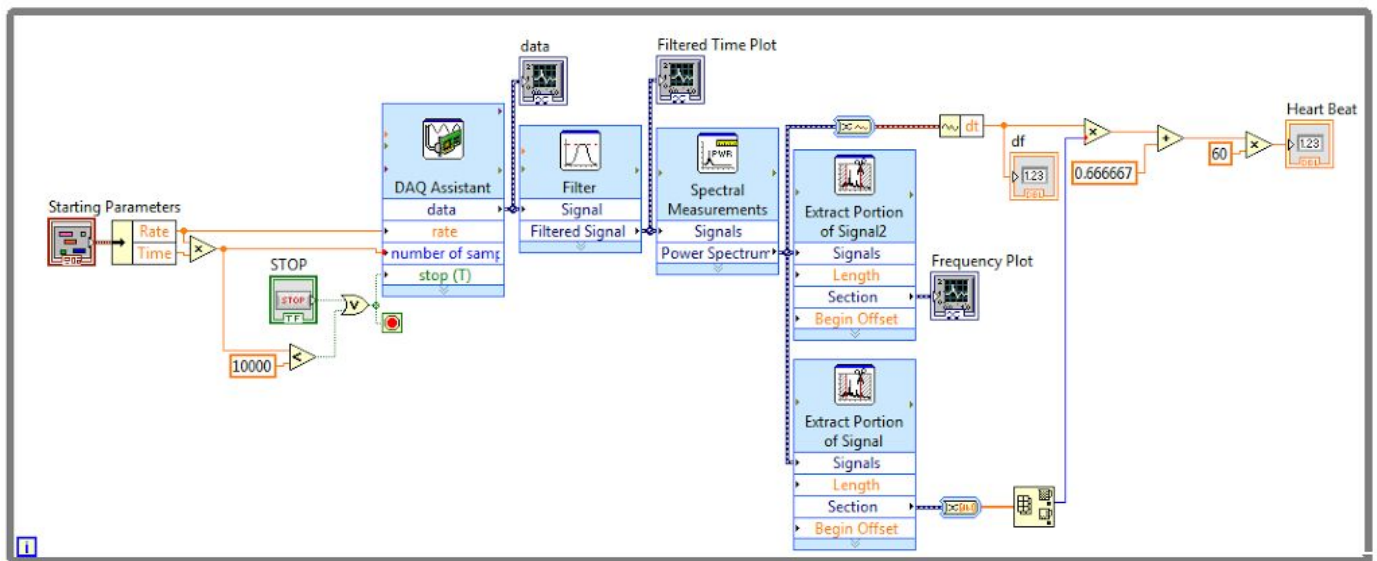 data
Filtered Time Plot
Heart Beat
df
dt
1.23
1.23
DBL
DBL
0.666667
60
DAQ Assistant
data
rate
number of samp
stop (T)
Filter
Signal
Filtered Signal
PWR
Spectral
Measurements
Signals
Power Spectrum
Extract Portion
of Signal2
Signals
Length
Section
Begin Offset
Frequency Plot
Starting Parameters
Rate
Time
STOP
STOP
TF
10000
Extract Portion
of Signal
Signals
Length
Section
Begin Offset
i